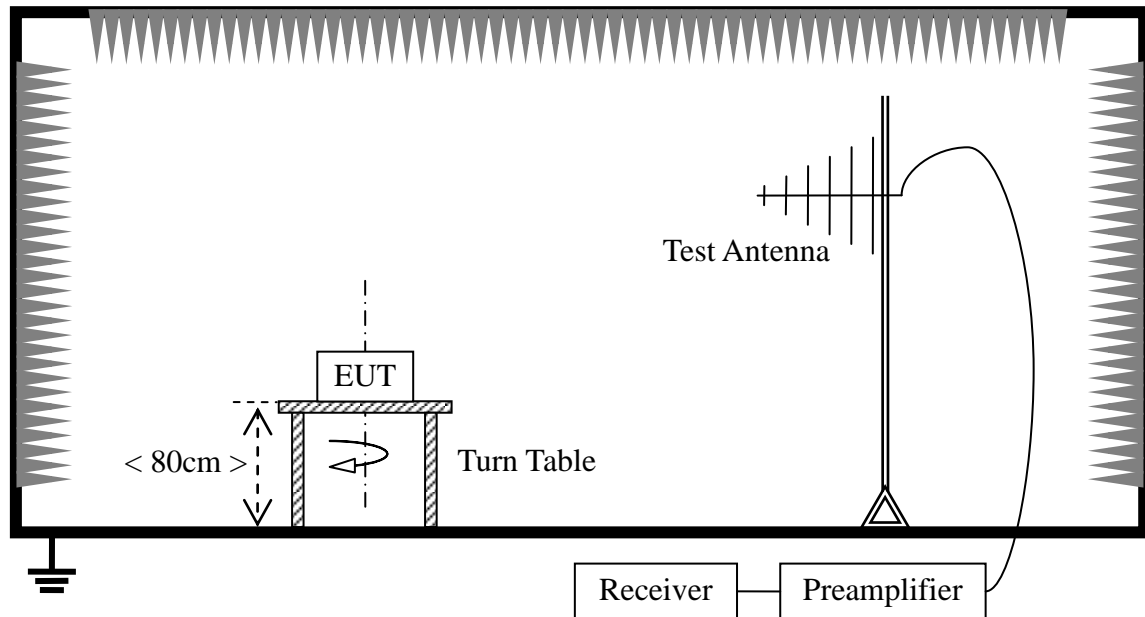 Test Antenna
EUT
< 80cm >
Turn Table
Receiver
Preamplifier